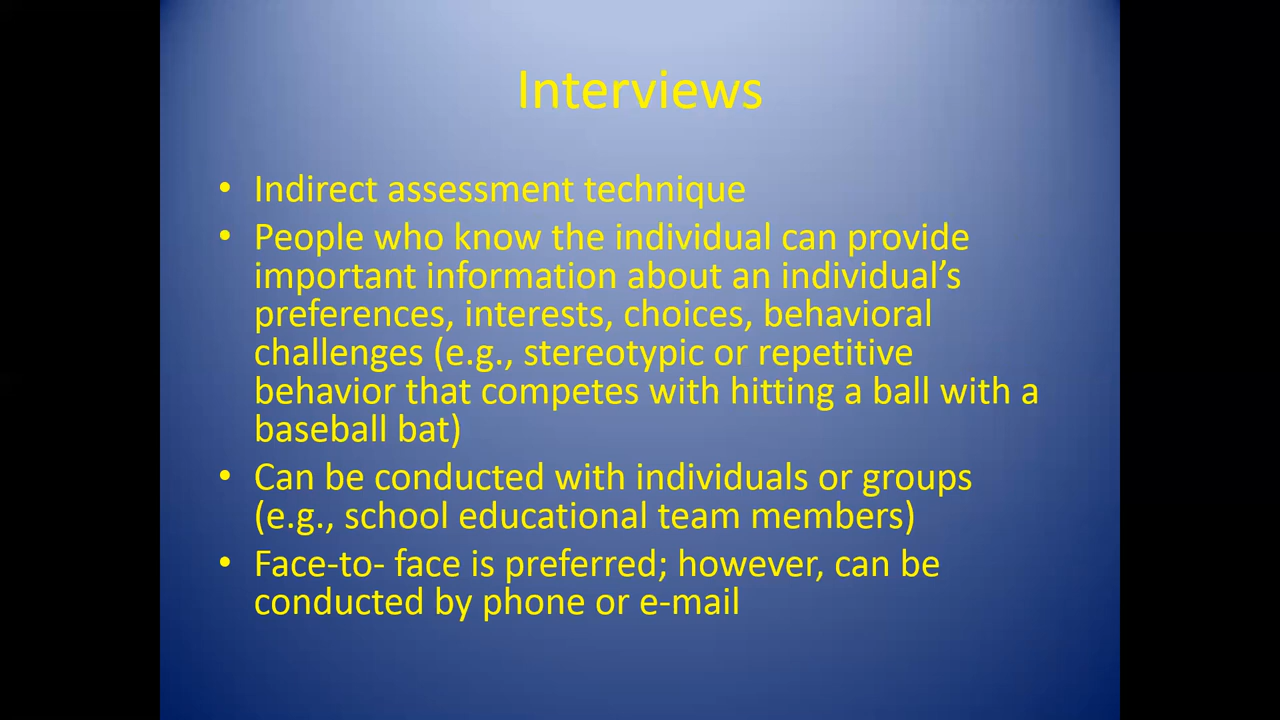 Interviews
• Indirect assessment technique
• People who know the individual can provide
important information about an individual’s
preferences, interests, choices, behavioral
challenges (e.g., stereotypic or repetitive
behavior that competes with hitting a ball with a
baseball bat)
• Can be conducted with individuals or groups
(e.g., school educational team members)
• Face-to- face is preferred; however, can be
conducted by phone or e-mail